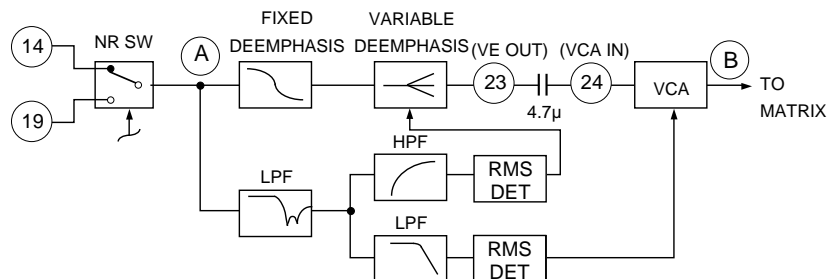 FIXED
DEEMPHASIS
VARIABLE
DEEMPHASIS
(VE OUT)
(VCA IN)
14
NR SW
A
23
24
B
4.7μ
VCA
TO
MATRIX
19
HPF
RMS
DET
LPF
LPF
RMS
DET